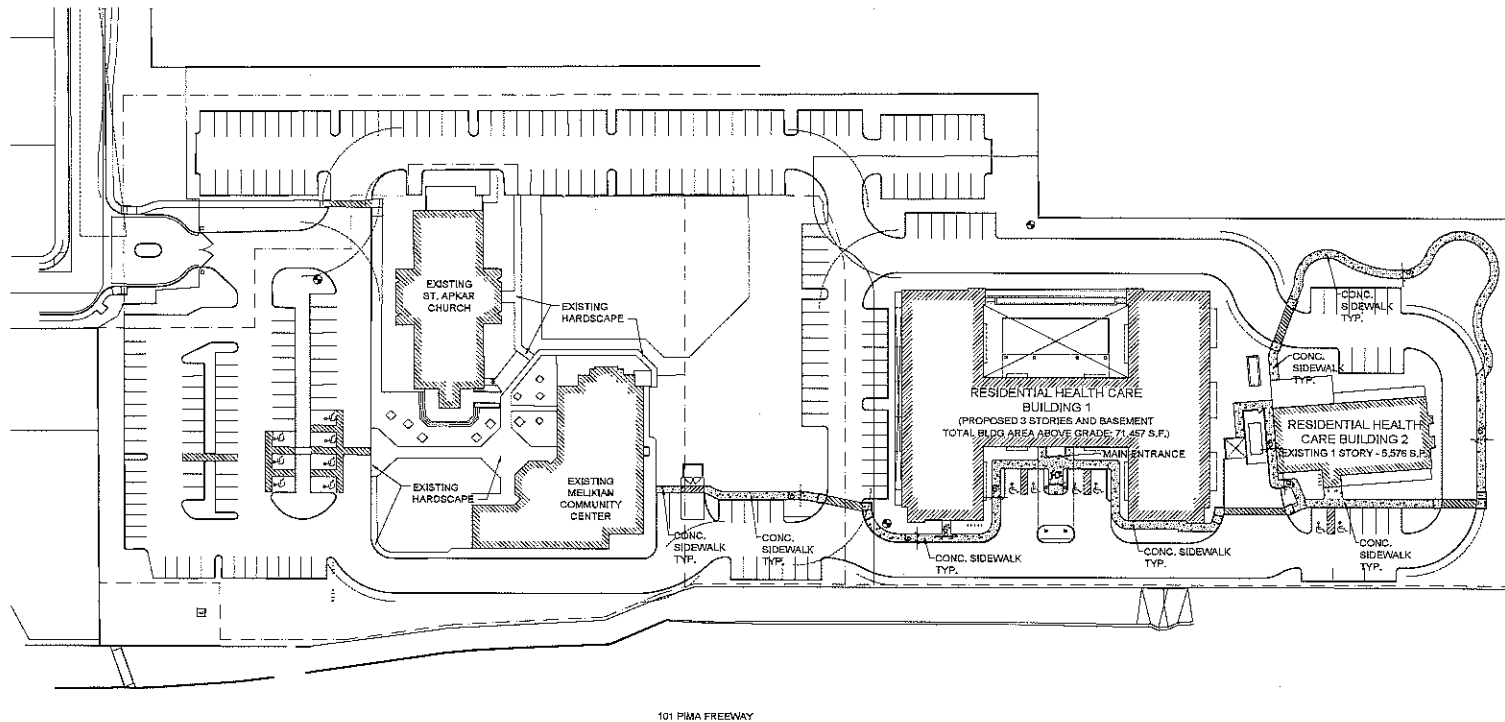 EXISTING
ST. APKAR
CHURCH
EXISTING
HARDSCAPE
EXISTING
HARDSCAPE
EXISTING
MELIKIAN
COMMUNITY
CENTER
CONC.
SIDEWALK
TYP.
CONC.
SIDEWALK
TYP.
RESIDENTIAL HEALTH CARE
BUILDING 1
(PROPOSED 3 STORIES AND BASEMENT
TOTAL BLDG AREA ABOVE GRADE: 71,457 S.F.)
MAIN ENTRANCE
CONC. SIDEWALK
TYP.
CONC. SIDEWALK
TYP.
CONC.
SIDEWALK
TYP.
CONC.
SIDEWALK
TYP.
RESIDENTIAL HEALTH
CARE BUILDING 2
(EXISTING 1 STORY - 5,576 S.F.)
CONC.
SIDEWALK
TYP.
101 PIMA FREEWAY